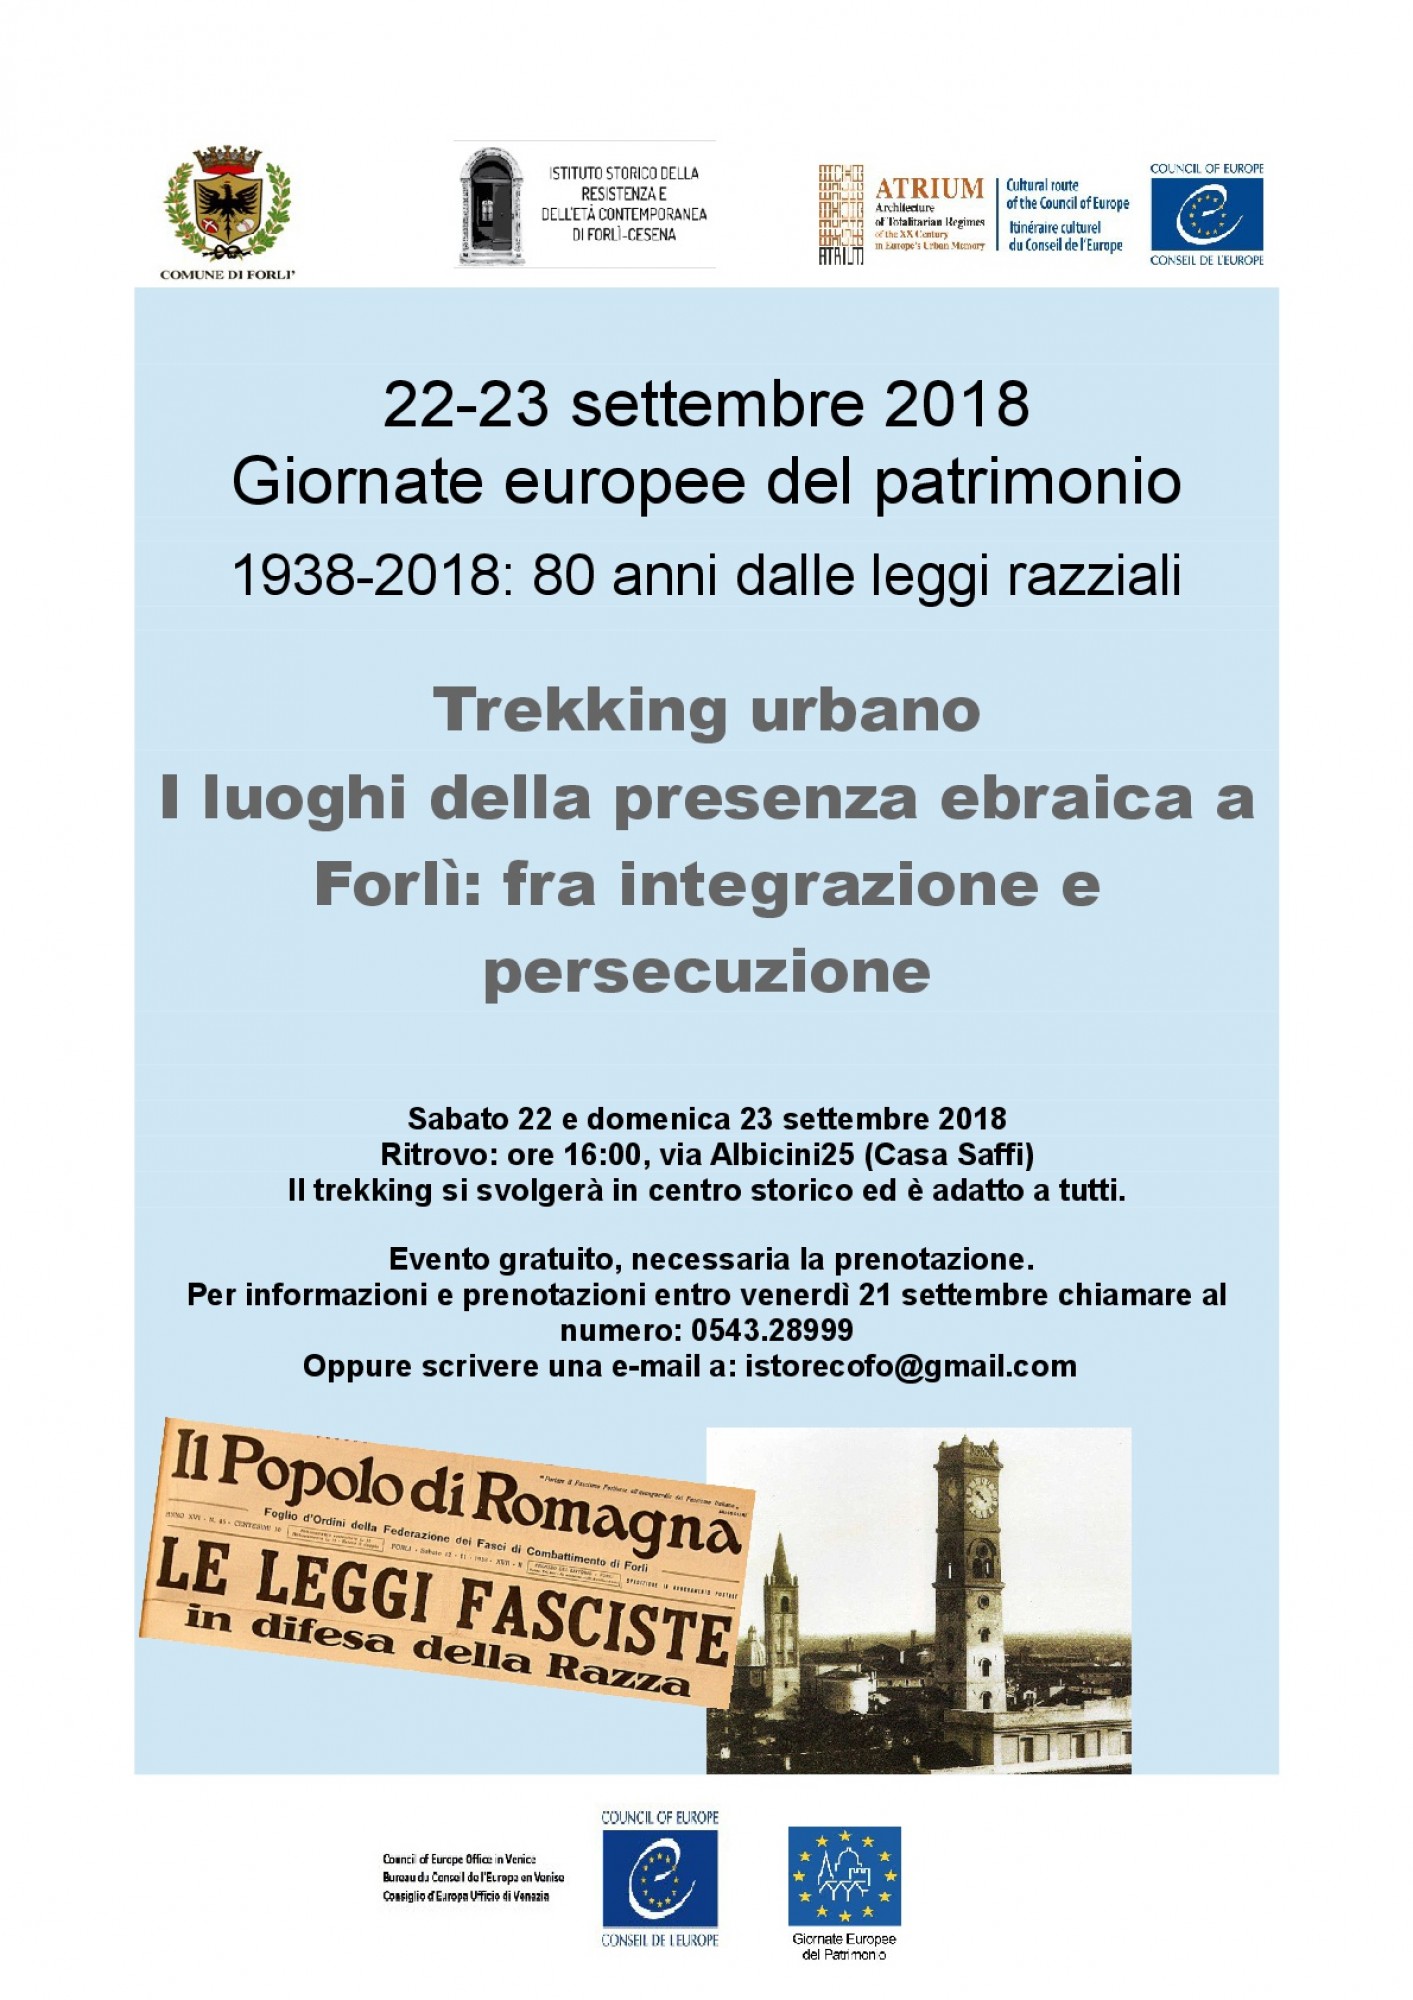 COMUNE DI FORLI'
ISTITUTO STORICO DELLA
RESISTENZA E
DELL'ETÀ CONTEMPORANEA
DI FORLÌ-CESENA
ATRIUM
ATRIUM
Architecture
of Totalitarian Regimes
of the XX Century
in Europe's Urban Memory
Cultural route
of the Council of Europe
Itinéraire culturel
du Conseil de l'Europe
COUNCIL OF EUROPE
CONSEIL DE L'EUROPE
22-23 settembre 2018
Giornate europee del patrimonio
1938-2018: 80 anni dalle leggi razziali
Trekking urbano
I luoghi della presenza ebraica a
Forlì: fra integrazione e
persecuzione
Sabato 22 e domenica 23 settembre 2018
Ritrovo: ore 16:00, via Albicini25 (Casa Saffi)
Il trekking si svolgerà in centro storico ed è adatto a tutti.
Evento gratuito, necessaria la prenotazione.
Per informazioni e prenotazioni entro venerdì 21 settembre chiamare al
numero: 0543.28999
Oppure scrivere una e-mail a: istorecofo@gmail.com
Il Popolo di Romagna
Foglio d'Ordini della Federazione dei Fasci di Combattimento di Forlì
LE LEGGI FASCISTE
in difesa della Razza
Council of Europe Office in Venice
Bureau du Conseil de l'Europe en Venise
Consiglio d'Europa Ufficio di Venezia
COUNCIL OF EUROPE
CONSEIL DE L'EUROPE
Giornate Europee
del Patrimonio